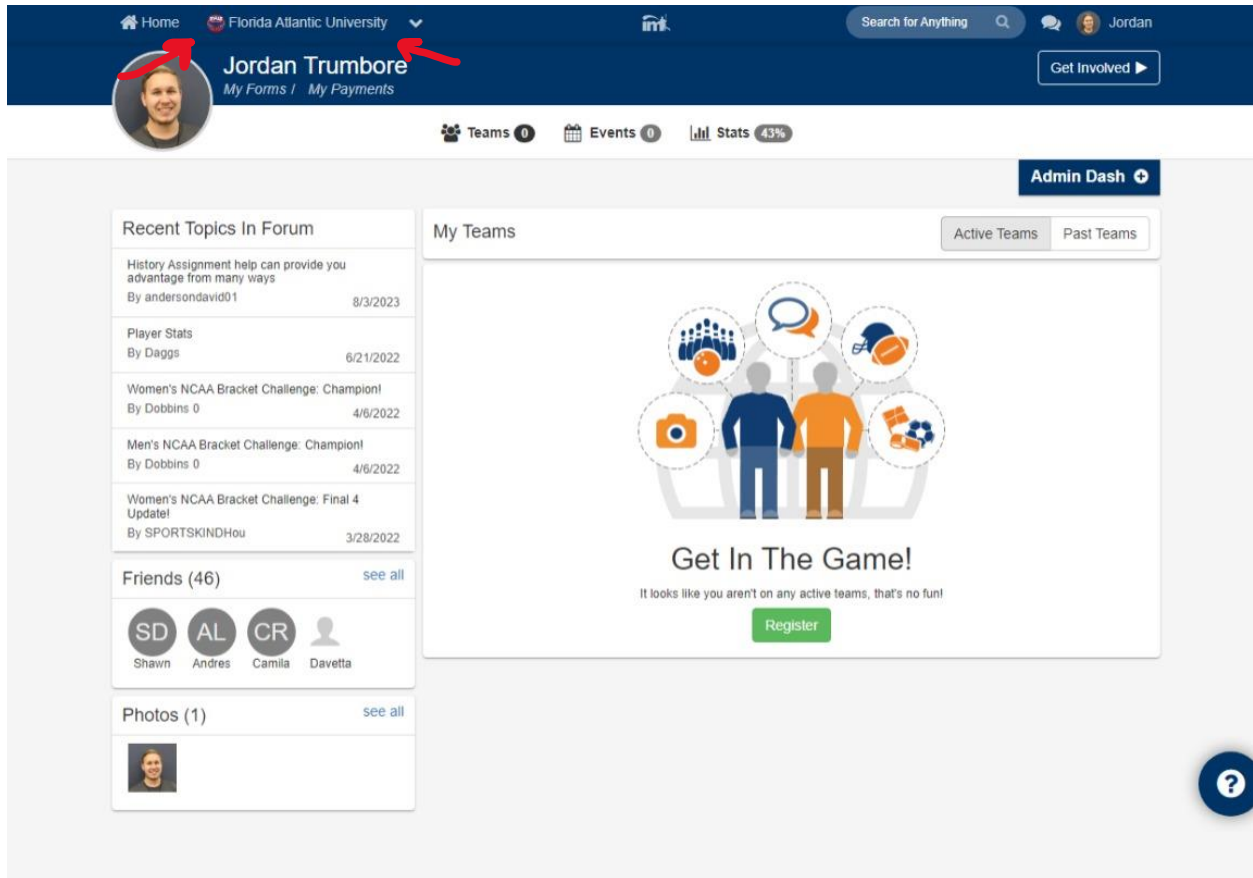 Home Florida Atlantic University
im
Search for Anything
Jordan
Jordan Trumbore
My Forms / My Payments
Get Involved
Teams 0 Events 0 Stats 43%
Admin Dash
Recent Topics In Forum
History Assignment help can provide you
advantage from many ways
By andersondavid01 8/3/2023
Player Stats
By Daggs 6/21/2022
Women's NCAA Bracket Challenge: Champion!
By Dobbins 0 4/6/2022
Men's NCAA Bracket Challenge: Champion!
By Dobbins 0 4/6/2022
Women's NCAA Bracket Challenge: Final 4
Update!
By SPORTSKINDHou 3/28/2022
Friends (46) see all
SD AL CR
Shawn Andres Camila Davetta
Photos (1) see all
My Teams
Active Teams Past Teams
Get In The Game!
It looks like you aren't on any active teams, that's no fun!
Register
?